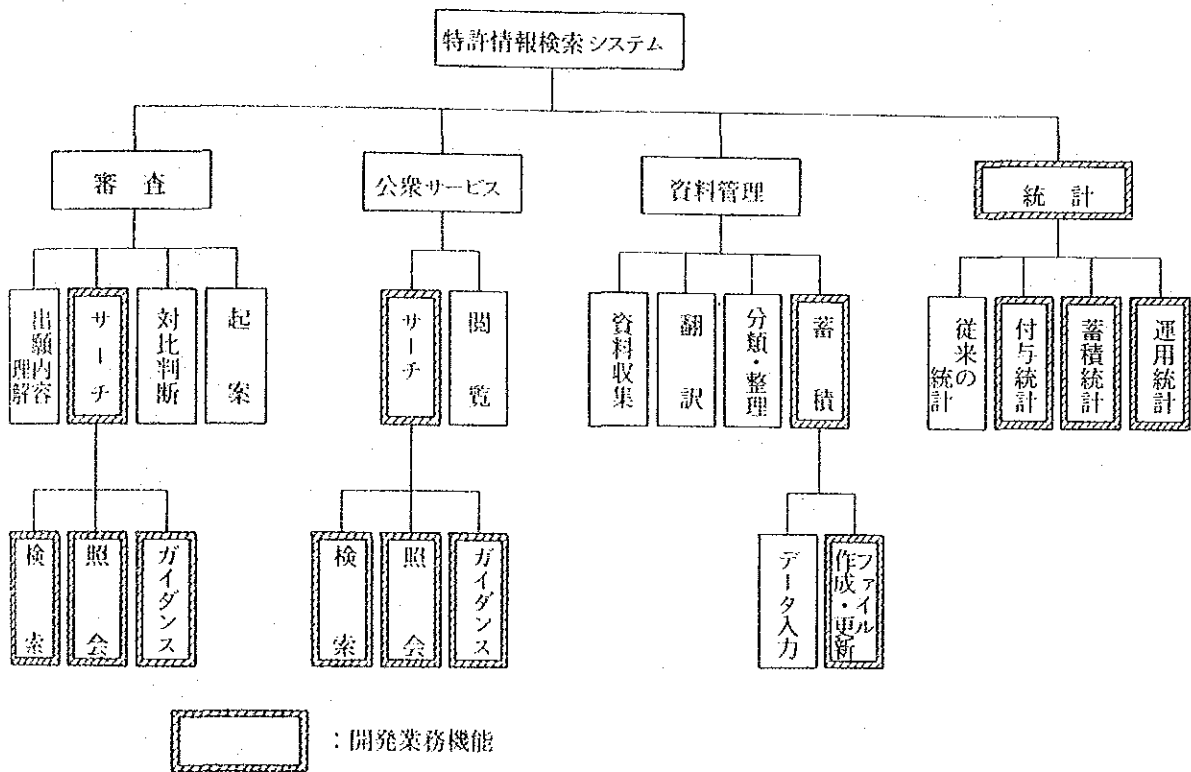 特許情報検索システム
審査
公衆サービス
資料管理
統計
出願内容
理解
サーチ
対比判断
起案
サーチ
閲覧
資料収集
翻訳
分類・整理
蓄積
従来の
統計
付与統計
蓄積統計
運用統計
検索
照会
ガイダンス
検索
照会
ガイダンス
データ入力
ファイル
作成・更新
：開発業務機能